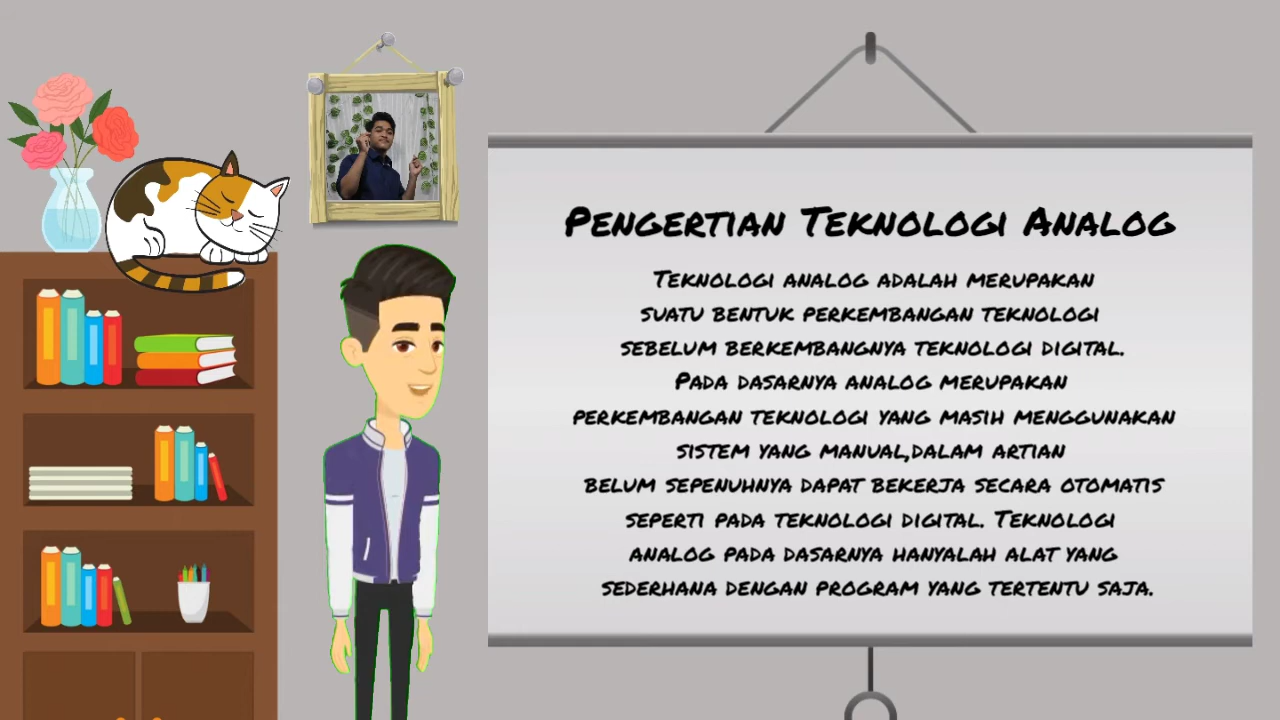 Pengertian Teknologi Analog
Teknologi analog adalah merupakan
suatu bentuk perkembangan teknologi
sebelum berkembangnya teknologi digital.
Pada dasarnya analog merupakan
perkembangan teknologi yang masih menggunakan
sistem yang manual,dalam artian
belum sepenuhnya dapat bekerja secara otomatis
seperti pada teknologi digital. Teknologi
analog pada dasarnya hanyalah alat yang
sederhana dengan program yang tertentu saja.